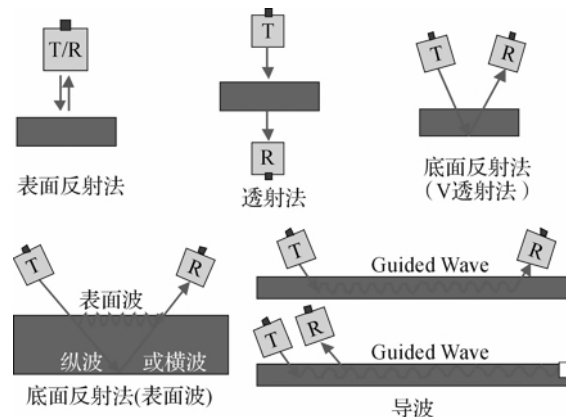 T/R
表面反射法
T
R
透射法
T
R
底面反射法
（V透射法）
T
R
表面波
纵波
或横波
底面反射法(表面波)
T
R
Guided Wave
T
R
Guided Wave
导波